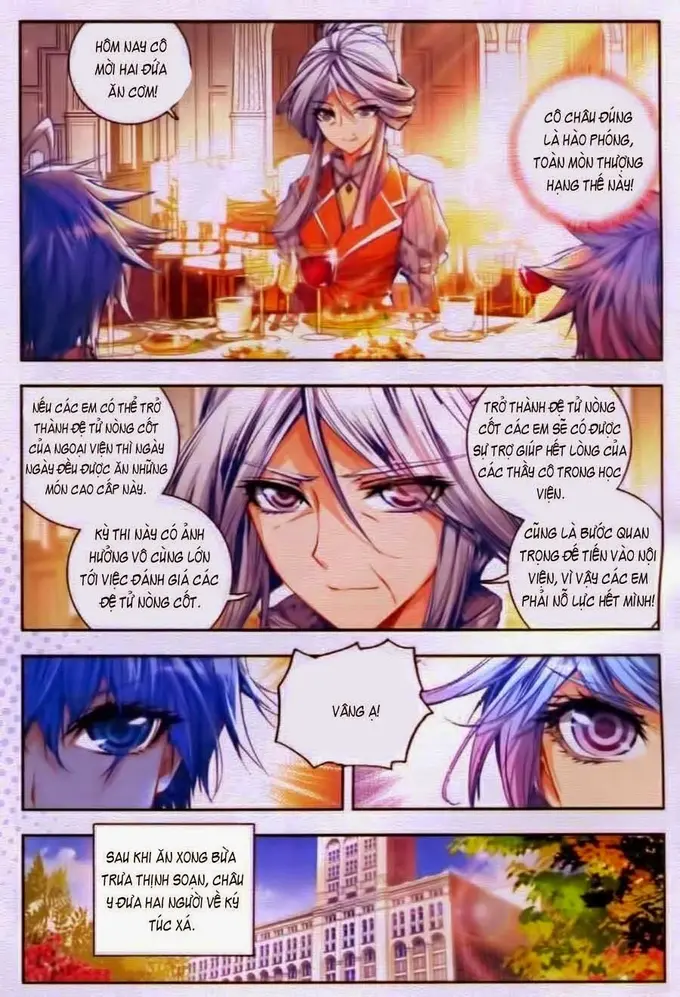 HÔM NAY CÔ
MỜI HAI ĐỨA
ĂN CƠM!
CÔ CHÂU ĐÚNG
LÀ HÀO PHÓNG,
TOÀN MÒN THƯỢNG
HẠNG THẾ NÀY!
NẾU CÁC EM CÓ THỂ TRỞ
THÀNH ĐỆ TỬ NÒNG CỐT
CỦA NGOẠI VIỆN THÌ NGÀY
NGÀY ĐỀU ĐƯỢC ĂN NHỮNG
MÓN CAO CẤP NÀY.
KỲ THI NÀY CÓ ẢNH
HƯỞNG VÔ CÙNG LỚN
TỚI VIỆC ĐÁNH GIÁ CÁC
ĐỆ TỬ NÒNG CỐT.
TRỞ THÀNH ĐỆ TỬ NÒNG
CỐT CÁC EM SẼ CÓ ĐƯỢC
SỰ TRỢ GIÚP HẾT LÒNG CỦA
CÁC THẦY CÔ TRONG HỌC
VIỆN.
CŨNG LÀ BƯỚC QUAN
TRỌNG ĐỂ TIẾN VÀO NỘI
VIỆN, VÌ VẬY CÁC EM
PHẢI NỖ LỰC HẾT MÌNH!
VÂNG Ạ!
SAU KHI ĂN XONG BỮA
TRƯA THỊNH SOẠN, CHÂU
Y ĐƯA HAI NGƯỜI VỀ KÝ
TÚC XÁ.